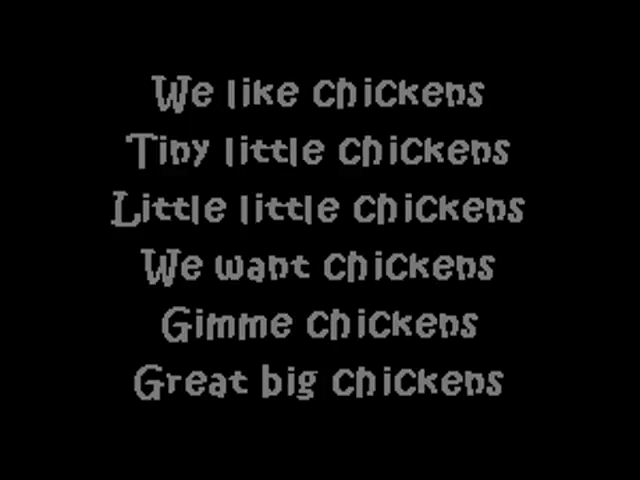 We like chickens
Tiny little chickens
Little little chickens
We want chickens
Gimme chickens
Great big chickens